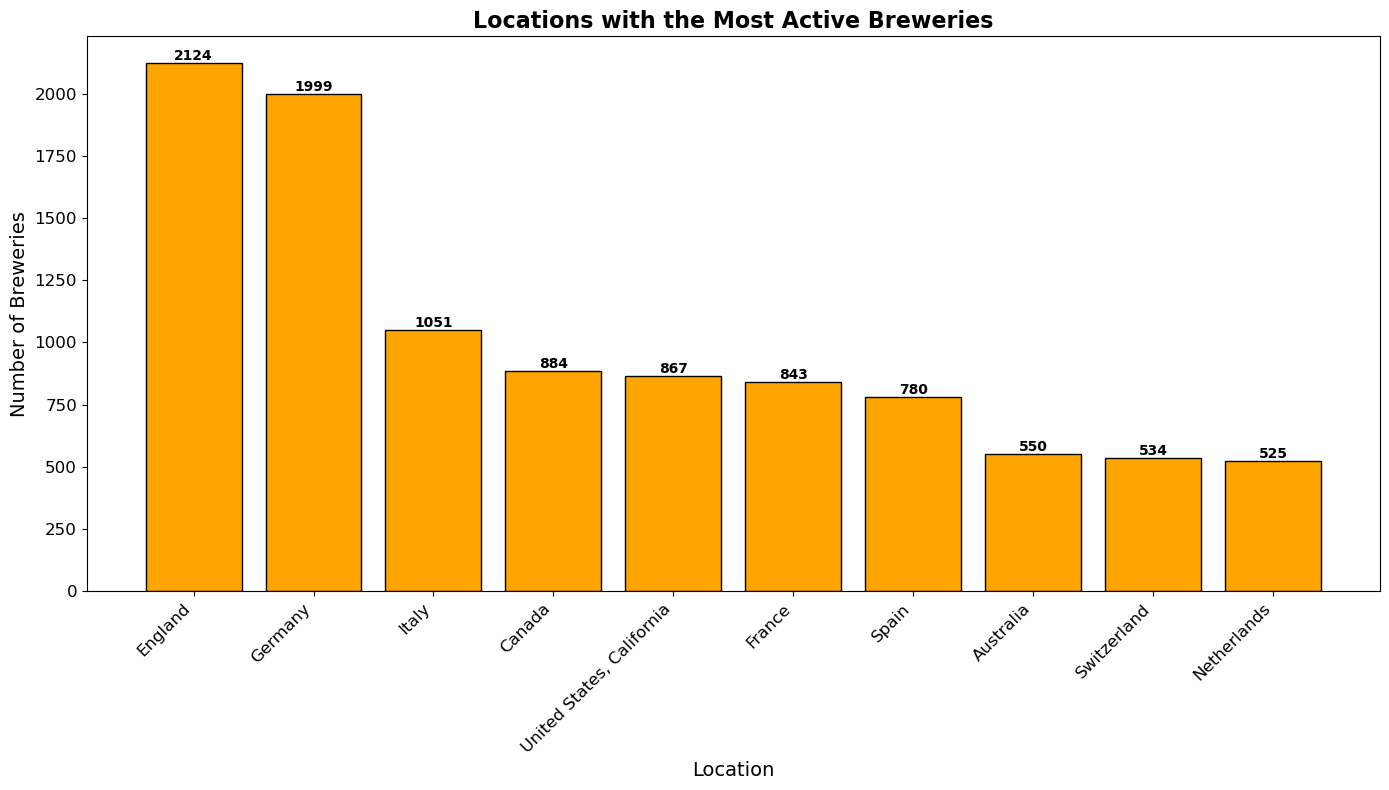 Locations with the Most Active Breweries
Number of Breweries
2000
1750
1500
1250
1000
750
500
250
0
2124
1999
1051
884
867
843
780
550
534
525
England
Germany
Italy
Canada
United States, California
France
Spain
Australia
Switzerland
Netherlands
Location